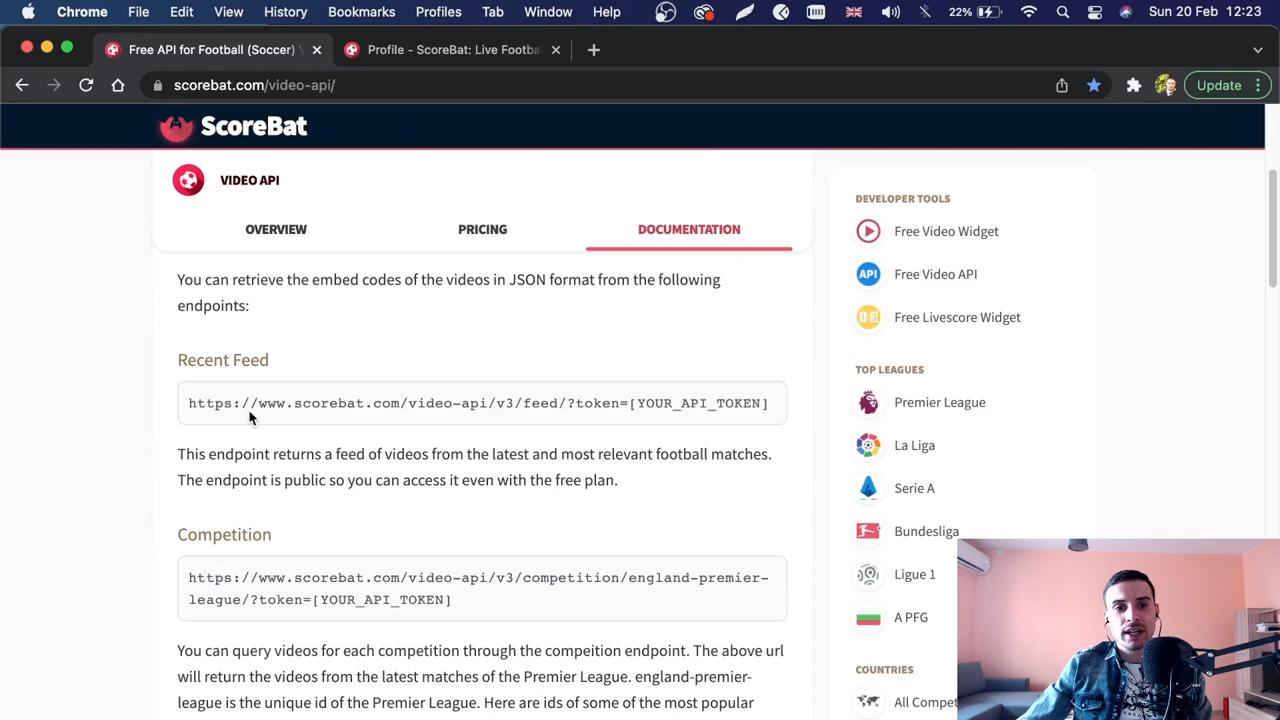 Chrome File Edit View History Bookmarks Profiles Tab Window Help 22% Sun 20 Feb 12:23
Free API for Football (Soccer) Profile - ScoreBat: Live Footba
scorebat.com/video-api/ Update
ScoreBat
VIDEO API
OVERVIEW PRICING DOCUMENTATION
You can retrieve the embed codes of the videos in JSON format from the following
endpoints:
Recent Feed
https://www.scorebat.com/video-api/v3/feed/?token=[YOUR_API_TOKEN]
This endpoint returns a feed of videos from the latest and most relevant football matches.
The endpoint is public so you can access it even with the free plan.
Competition
https://www.scorebat.com/video-api/v3/competition/england-premier-
league/?token=[YOUR_API_TOKEN]
You can query videos for each competition through the compeition endpoint. The above url
will return the videos from the latest matches of the Premier League. england-premier-
league is the unique id of the Premier League. Here are ids of some of the most popular
DEVELOPER TOOLS
Free Video Widget
API Free Video API
1:3 Free Livescore Widget
TOP LEAGUES
Premier League
La Liga
Serie A
Bundesliga
Ligue 1
A PFG
COUNTRIES
All Compet